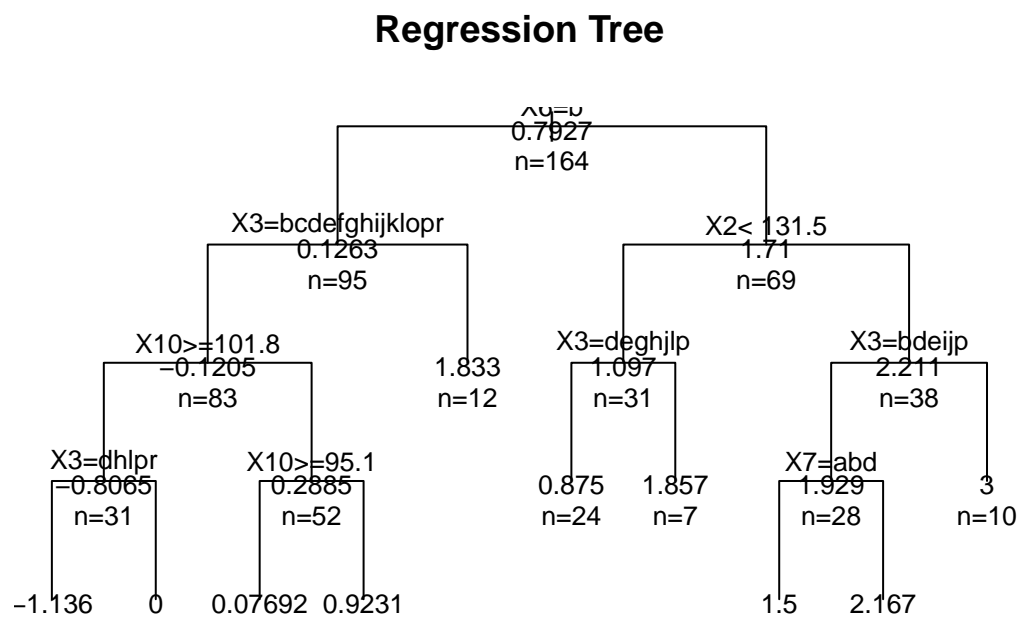 Regression Tree
0.7927
n=164
X3=bcdefghijklopr
0.1263
n=95
X2< 131.5
1.71
n=69
X10>=101.8
−0.1205
n=83
1.833
n=12
X3=deghjlp
1.097
n=31
X3=bdeijp
2.211
n=38
X3=dhlpr
−0.8065
n=31
X10>=95.1
0.2885
n=52
0.875
n=24
1.857
n=7
X7=abd
1.929
n=28
3
n=10
−1.136
0
0.07692
0.9231
1.5
2.167